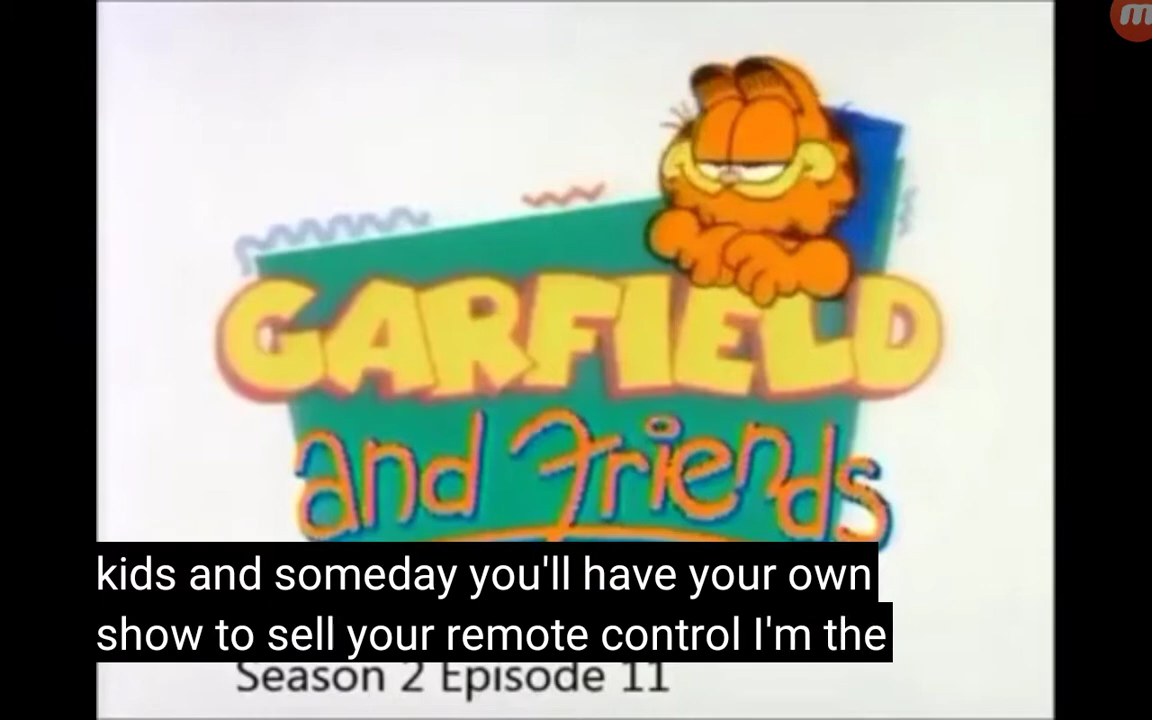 m
GARFIELD
and Friends
kids and someday you'll have your own
show to sell your remote control I'm the
Season 2 Episode 11